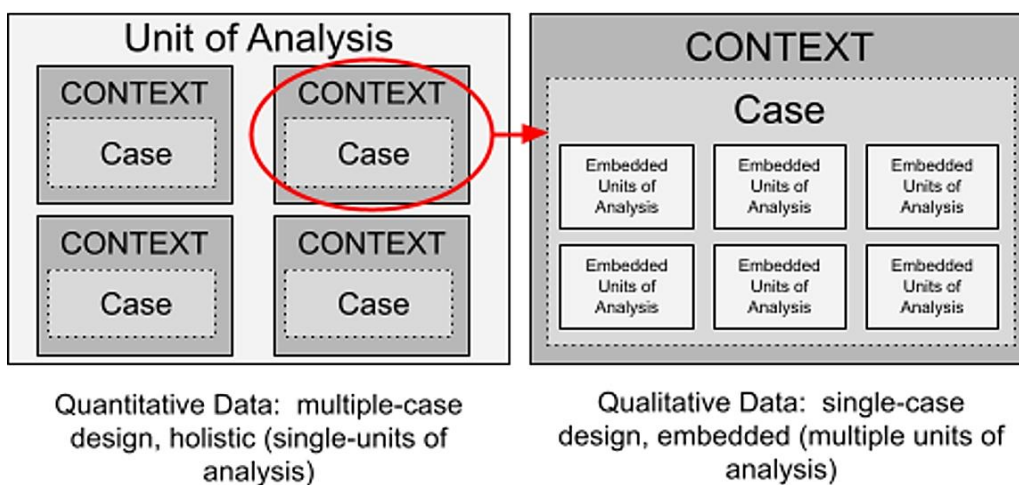 Unit of Analysis
CONTEXT
Case
CONTEXT
Case
CONTEXT
Case
CONTEXT
Case
Quantitative Data:  multiple-case
design, holistic (single-units of
analysis)
CONTEXT
Case
Embedded
Units of
Analysis
Embedded
Units of
Analysis
Embedded
Units of
Analysis
Embedded
Units of
Analysis
Embedded
Units of
Analysis
Embedded
Units of
Analysis
Qualitative Data:  single-case
design, embedded (multiple units of
analysis)